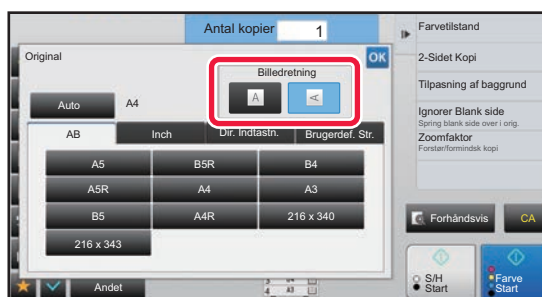 Antal kopier 1
Original
OK
Billedretning
A A
Auto A4
AB Inch Dir. Indtastn. Brugerdef. Str.
A5 B5R B4
A5R A4 A3
B5 A4R 216 x 340
216 x 343
Andet
A3
Farvetilstand
2-Sidet Kopi
Tilpasning af baggrund
Ignorer Blank side
Spring blank side over i orig.
Zoomfaktor
Forstør/formindsk kopi
Forhåndsvis CA
S/H
Start
Farve
Start